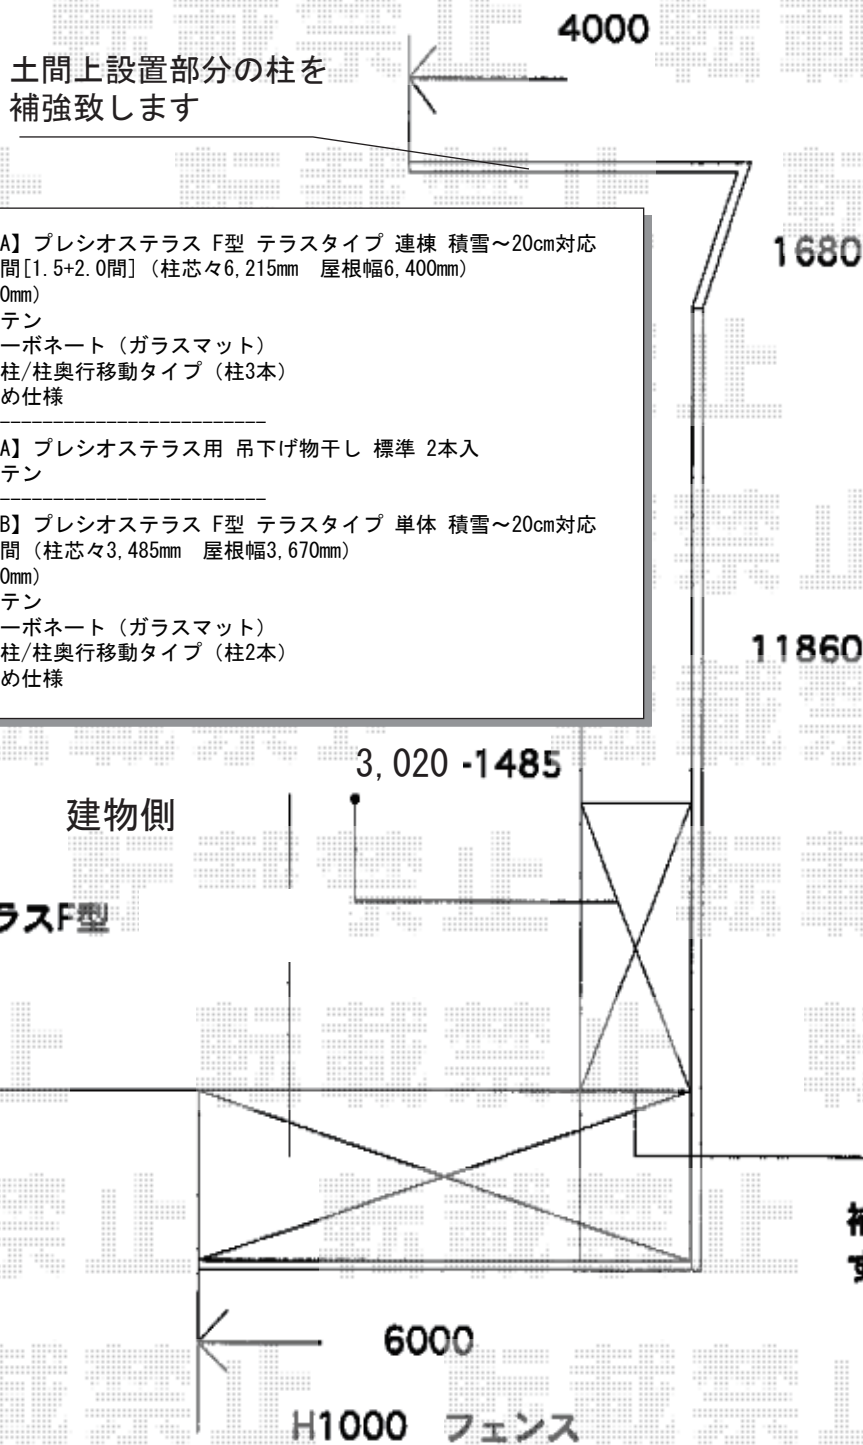 4000
土間上設置部分の柱を
補強致します
1680
A】プレシオステラス F型 テラスタイプ 連棟 積雪～20cm対応
間[1.5+2.0間]（柱芯々6,215mm　屋根幅6,400mm）
0mm）
テン
ーボネート（ガラスマット）
柱/柱奥行移動タイプ（柱3本）
め仕様
-------------------------
A】プレシオステラス用 吊下げ物干し 標準 2本入
テン
-------------------------
B】プレシオステラス F型 テラスタイプ 単体 積雪～20cm対応
間（柱芯々3,485mm　屋根幅3,670mm）
0mm）
テン
ーボネート（ガラスマット）
柱/柱奥行移動タイプ（柱2本）
め仕様
11860
3,020 -1485
建物側
ラスF型
6000
H1000　フェンス
転載禁止